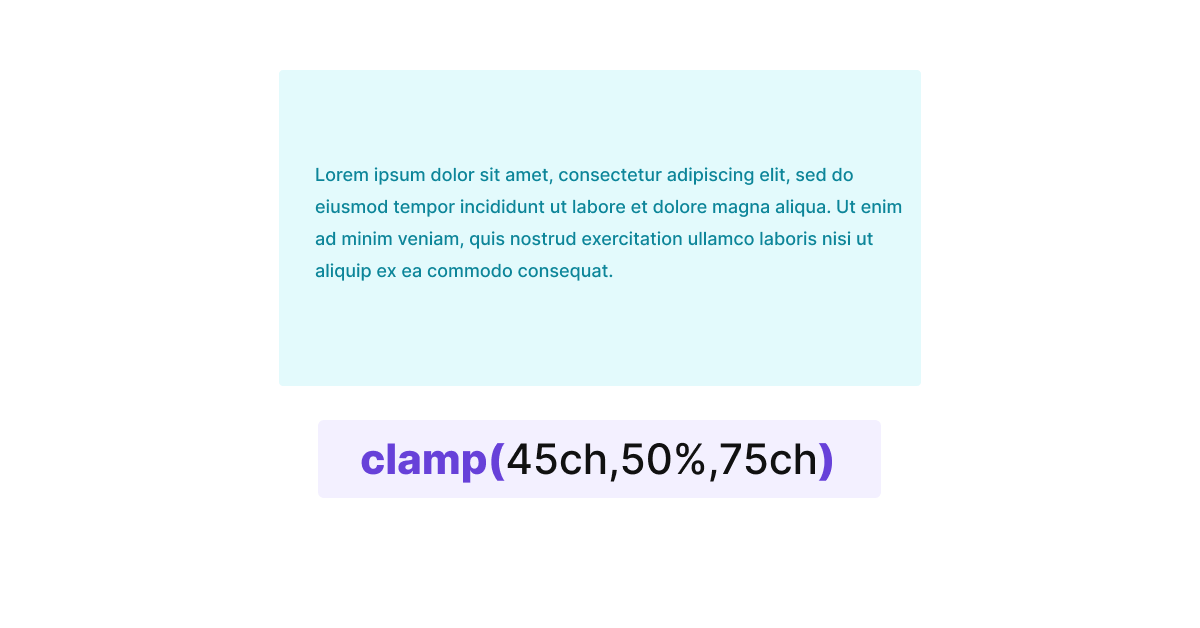 Lorem ipsum dolor sit amet, consectetur adipiscing elit, sed do
eiusmod tempor incididunt ut labore et dolore magna aliqua. Ut enim
ad minim veniam, quis nostrud exercitation ullamco laboris nisi ut
aliquip ex ea commodo consequat.
clamp(45ch,50%,75ch)